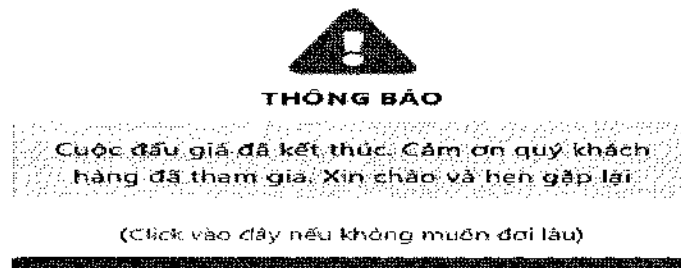 THÔNG BÁO
Cuộc đấu giá đã kết thúc. Cảm ơn quý khách
hàng đã tham gia. Xin chào và hẹn gặp lại
(Click vào đây nếu không muốn đợi lâu)